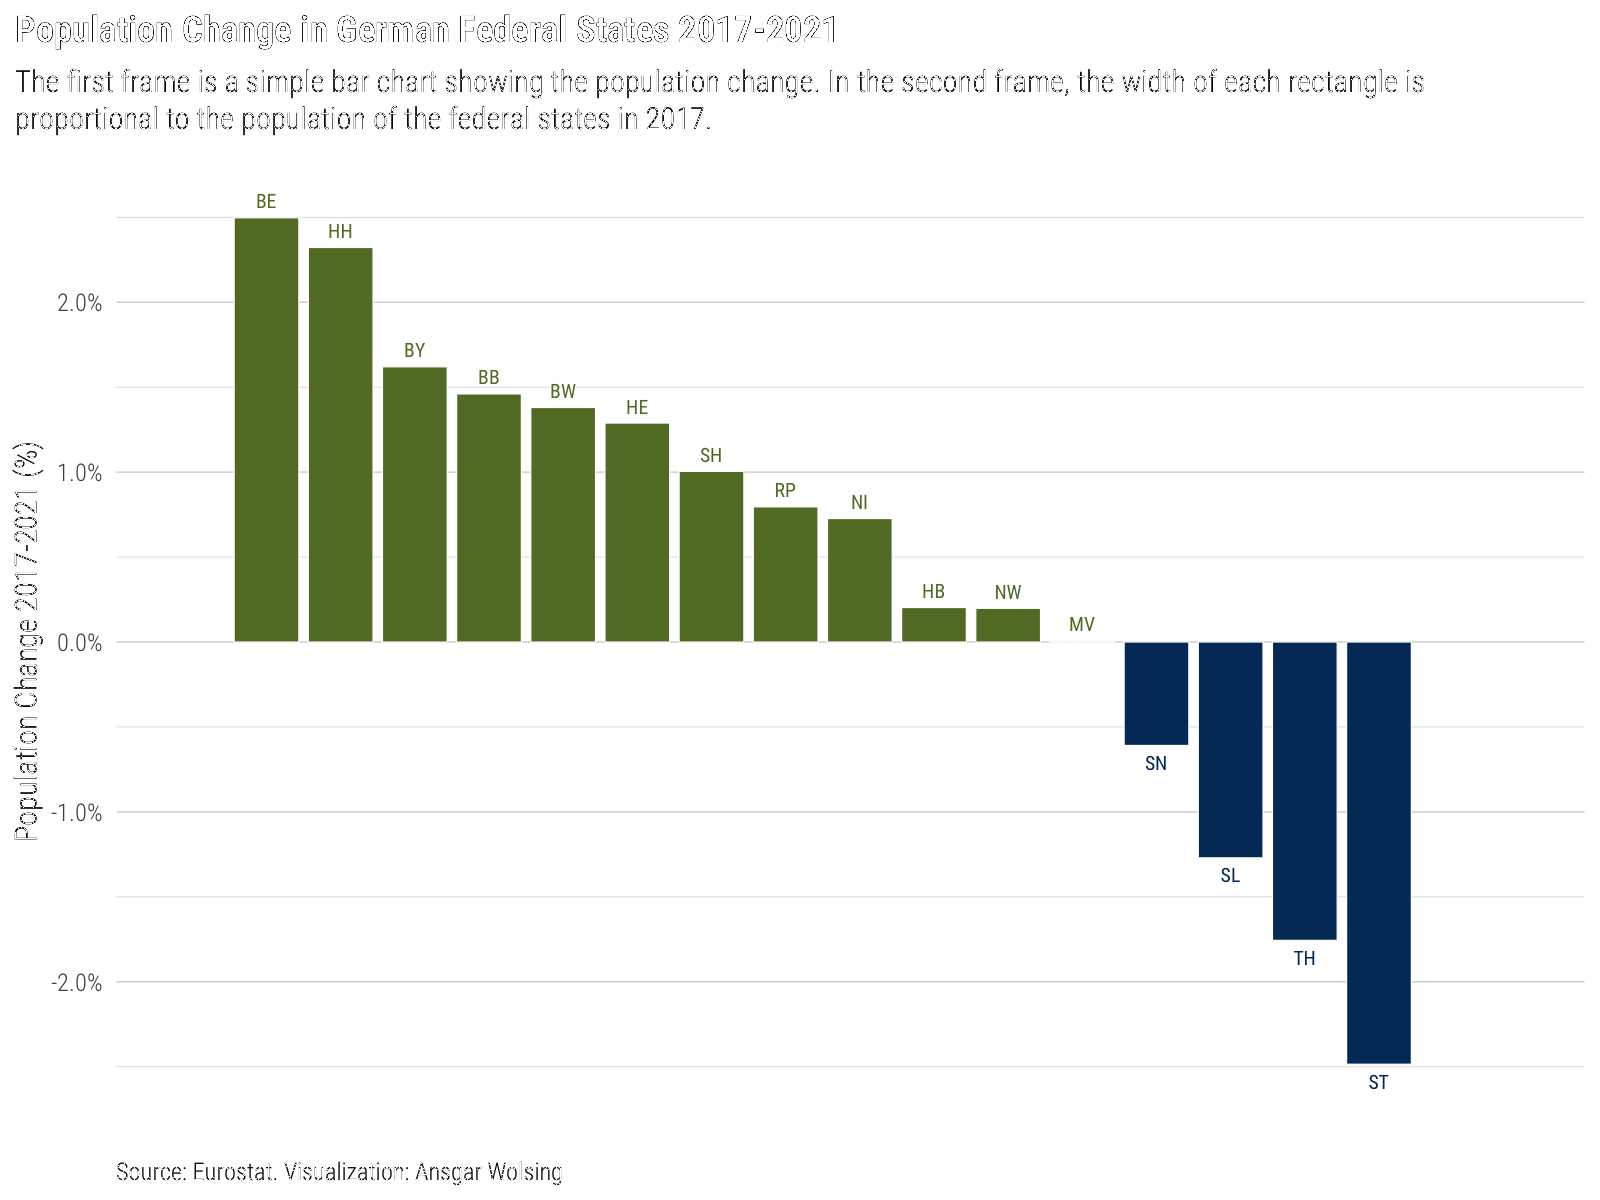 Population Change in German Federal States 2017-2021
The first frame is a simple bar chart showing the population change. In the second frame, the width of each rectangle is
proportional to the population of the federal states in 2017.
Population Change 2017-2021 (%)
2.0%
1.0%
0.0%
-1.0%
-2.0%
BE
HH
BY
BB
BW
HE
SH
RP
NI
HB
NW
MV
SN
SL
TH
ST
Source: Eurostat. Visualization: Ansgar Wolsing